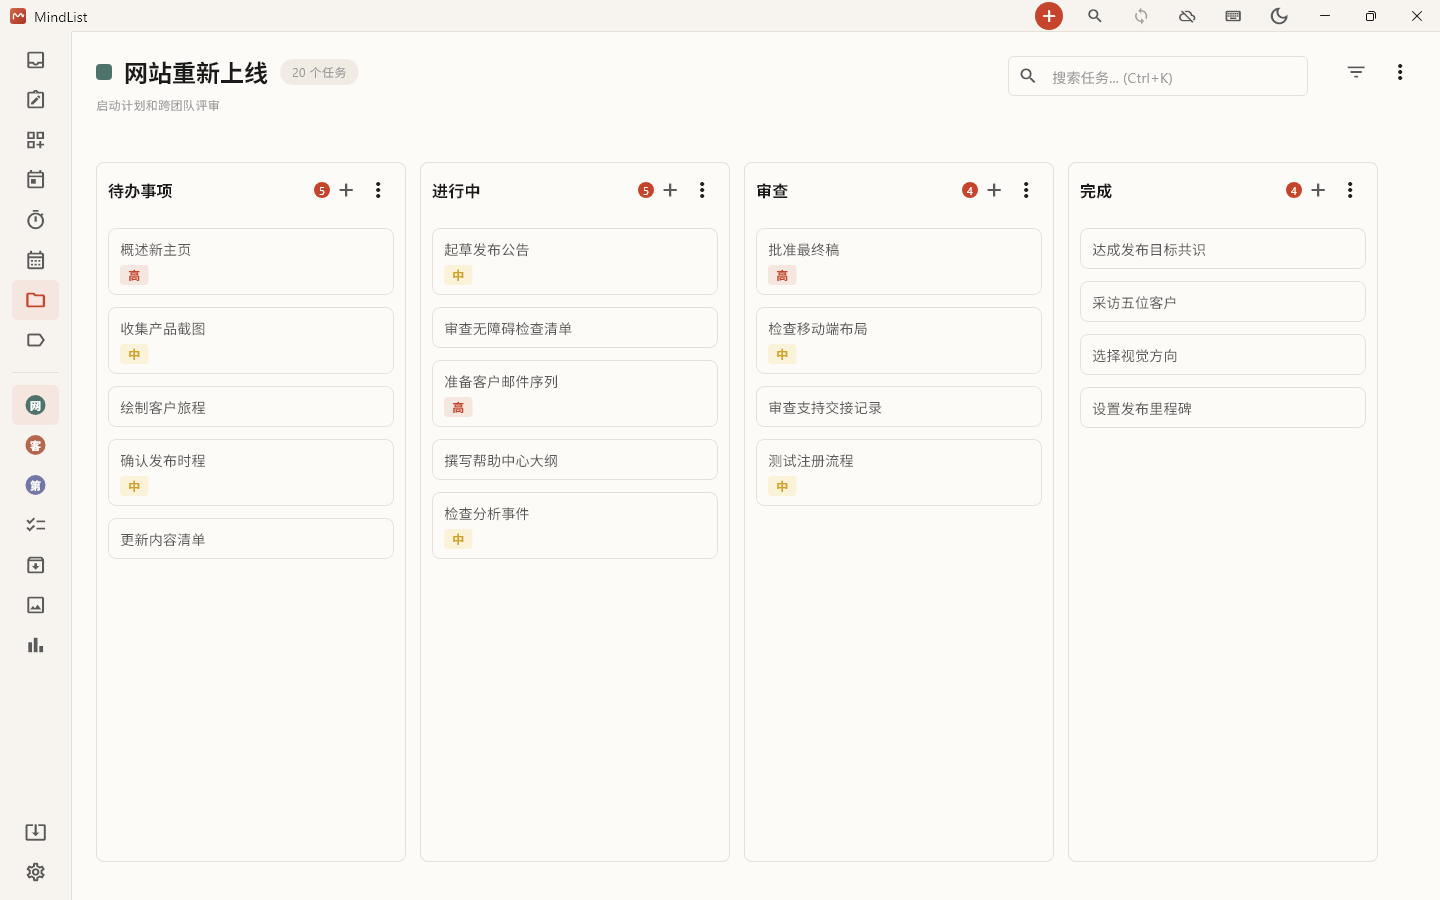 MindList
网站重新上线
20 个任务
启动计划和跨团队评审
搜索任务... (Ctrl+K)
待办事项
5
概述新主页
高
收集产品截图
中
绘制客户旅程
确认发布时程
中
更新内容清单
进行中
5
起草发布公告
中
审查无障碍检查清单
准备客户邮件序列
高
撰写帮助中心大纲
检查分析事件
中
审查
4
批准最终稿
高
检查移动端布局
中
审查支持交接记录
测试注册流程
中
完成
4
达成发布目标共识
采访五位客户
选择视觉方向
设置发布里程碑
网
客
第